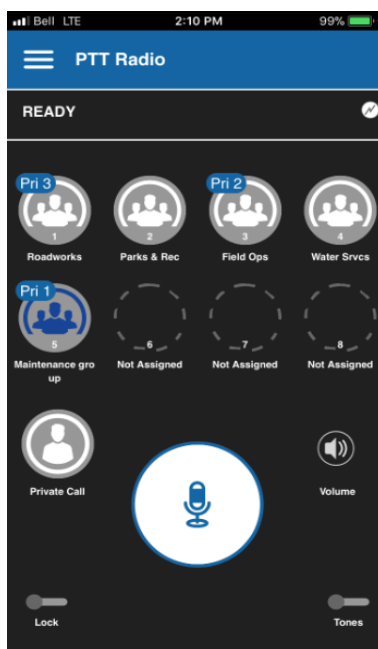 Bell LTE 2:10 PM 99%
PTT Radio
READY
Pri 3 Pri 2
1 2 3 4
Roadworks Parks & Rec Field Ops Water Srvcs
Pri 1
5 6 7 8
Maintenance gro Not Assigned Not Assigned Not Assigned
up
Private Call Volume
Lock Tones